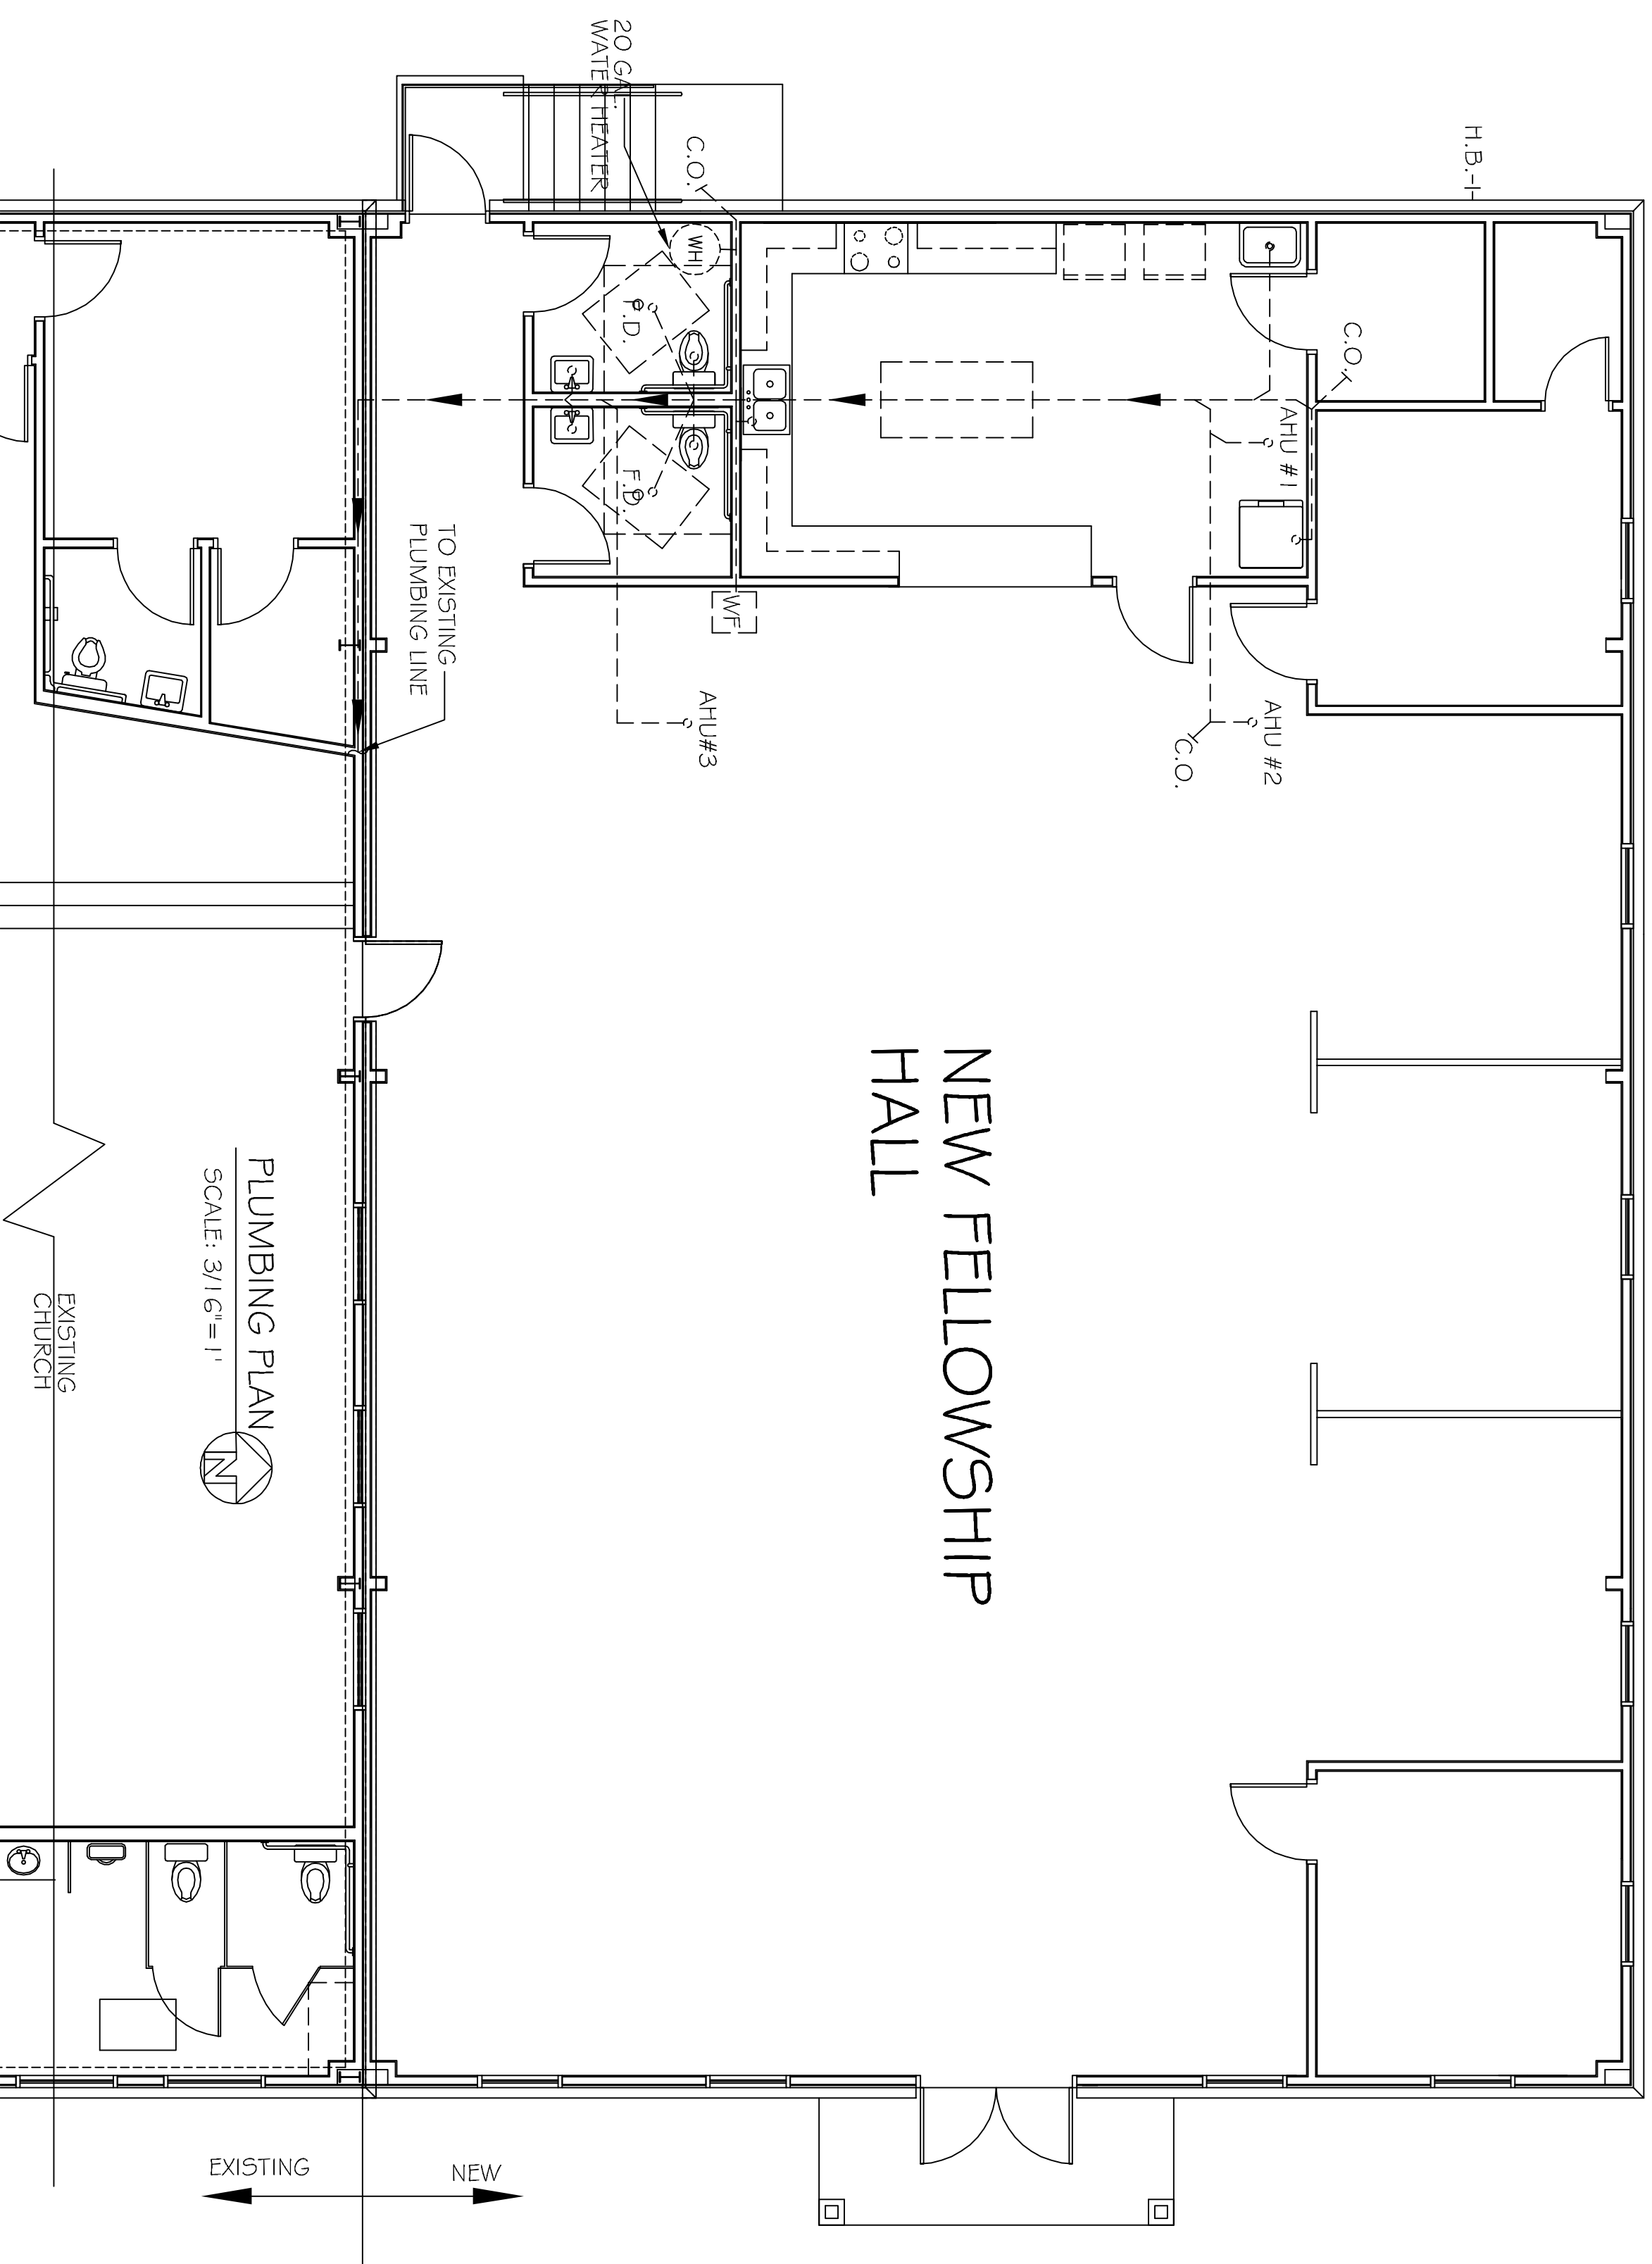 H.B.
20 GAL.
WATER HEATER
C.O.
WH
C.O.
F.D.
F.D.
AHU #1
WF
AHU #2
C.O.
AHU#3
TO EXISTING
PLUMBING LINE
NEW FELLOWSHIP
HALL
PLUMBING PLAN
SCALE: 3/16"= 1'
N
EXISTING
CHURCH
EXISTING
NEW